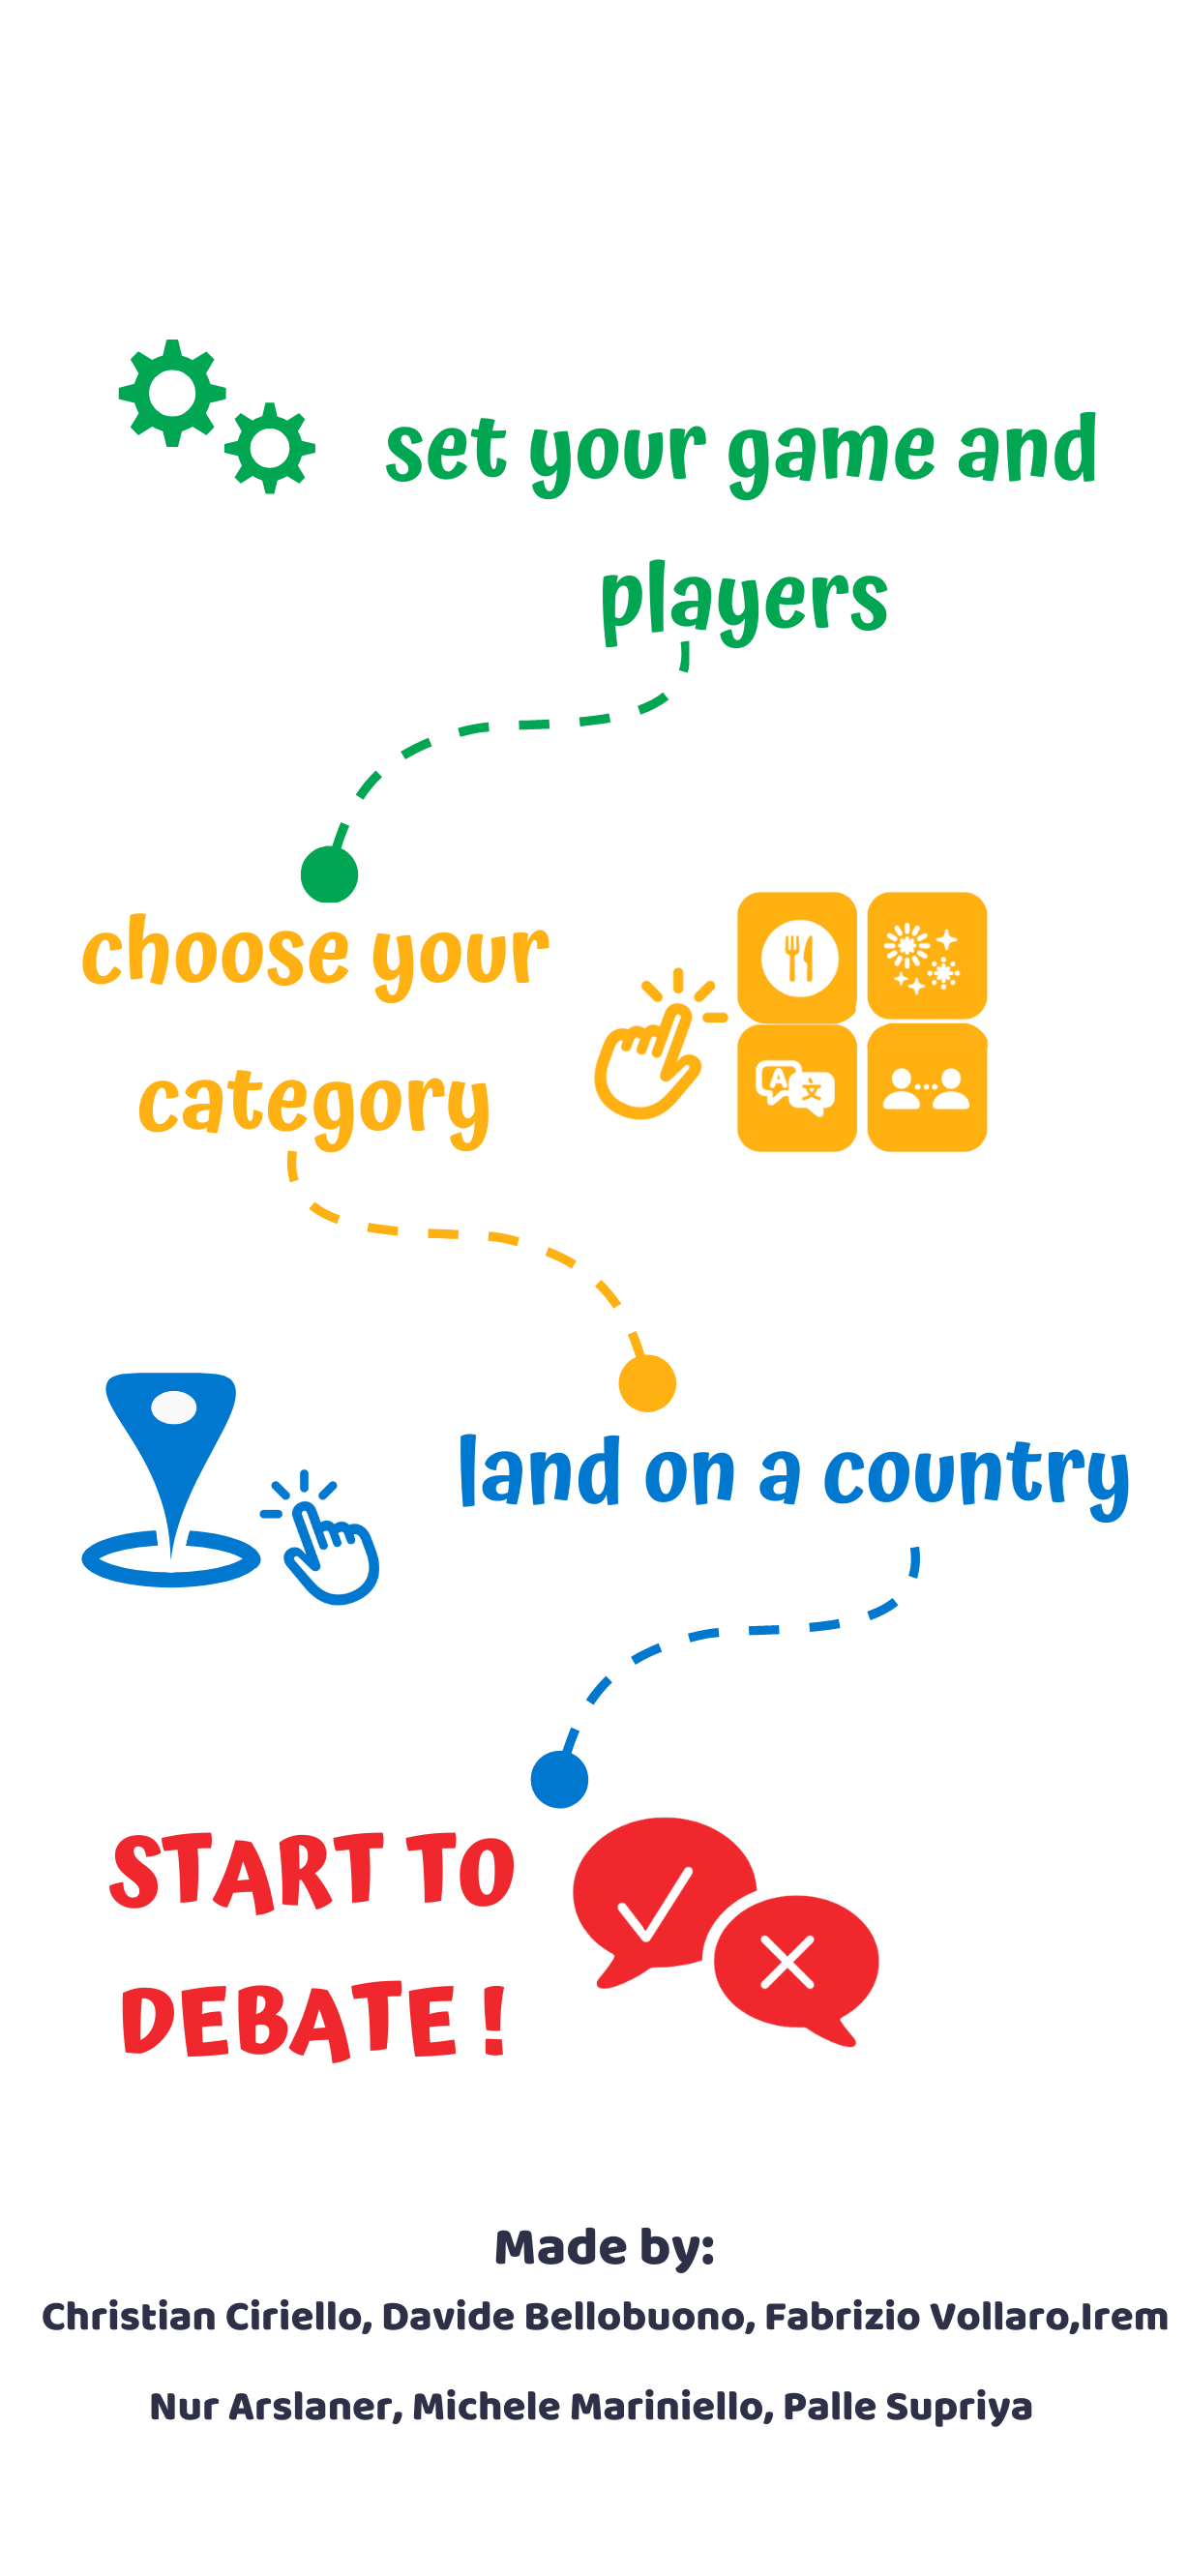 set your game and
players
choose your
category
A 文
land on a country
START TO
DEBATE !
Made by:
Christian Ciriello, Davide Bellobuono, Fabrizio Vollaro,Irem
Nur Arslaner, Michele Mariniello, Palle Supriya